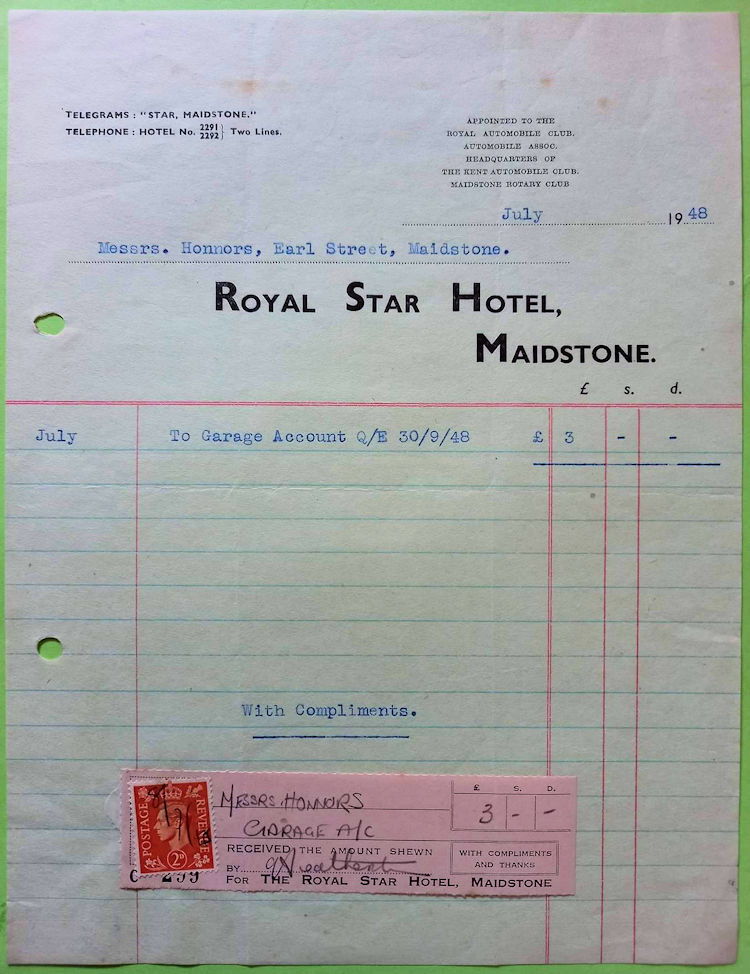 TELEGRAMS: "STAR, MAIDSTONE."
TELEPHONE: HOTEL No. 2291 2292 } Two Lines.
APPOINTED TO THE
ROYAL AUTOMOBILE CLUB.
AUTOMOBILE ASSOC.
HEADQUARTERS OF
THE KENT AUTOMOBILE CLUB.
MAIDSTONE ROTARY CLUB
July 1948
Messrs. Honnors, Earl Street, Maidstone.
ROYAL STAR HOTEL,
MAIDSTONE.
£ s. d.
July To Garage Account Q/E 30/9/48 £ 3 - -
With Compliments.
POSTAGE REVENUE
2D
MESSRS. HONNORS
GARAGE A/C
£ S. D.
3 - -
RECEIVED THE AMOUNT SHEWN
BY
WITH COMPLIMENTS
AND THANKS
FOR THE ROYAL STAR HOTEL, MAIDSTONE